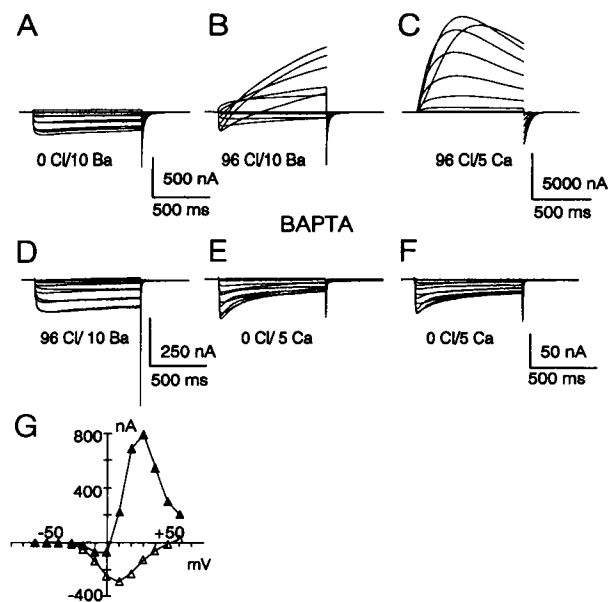 A B C
0 Cl/10 Ba
500 nA
500 ms
96 Cl/10 Ba
96 Cl/5 Ca
5000 nA
500 ms
BAPTA
D E F
96 Cl/ 10 Ba
250 nA
500 ms
0 Cl/ 5 Ca
0 Cl/5 Ca
50 nA
500 ms
G
nA
800
400
-50
+50
mV
-400